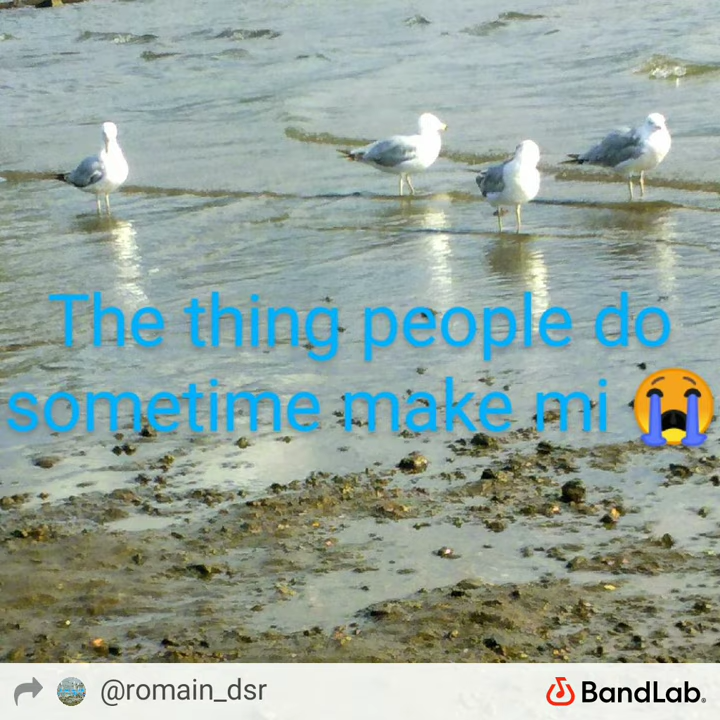 The thing people do
sometime make mi 😭
@romain_dsr
BandLab